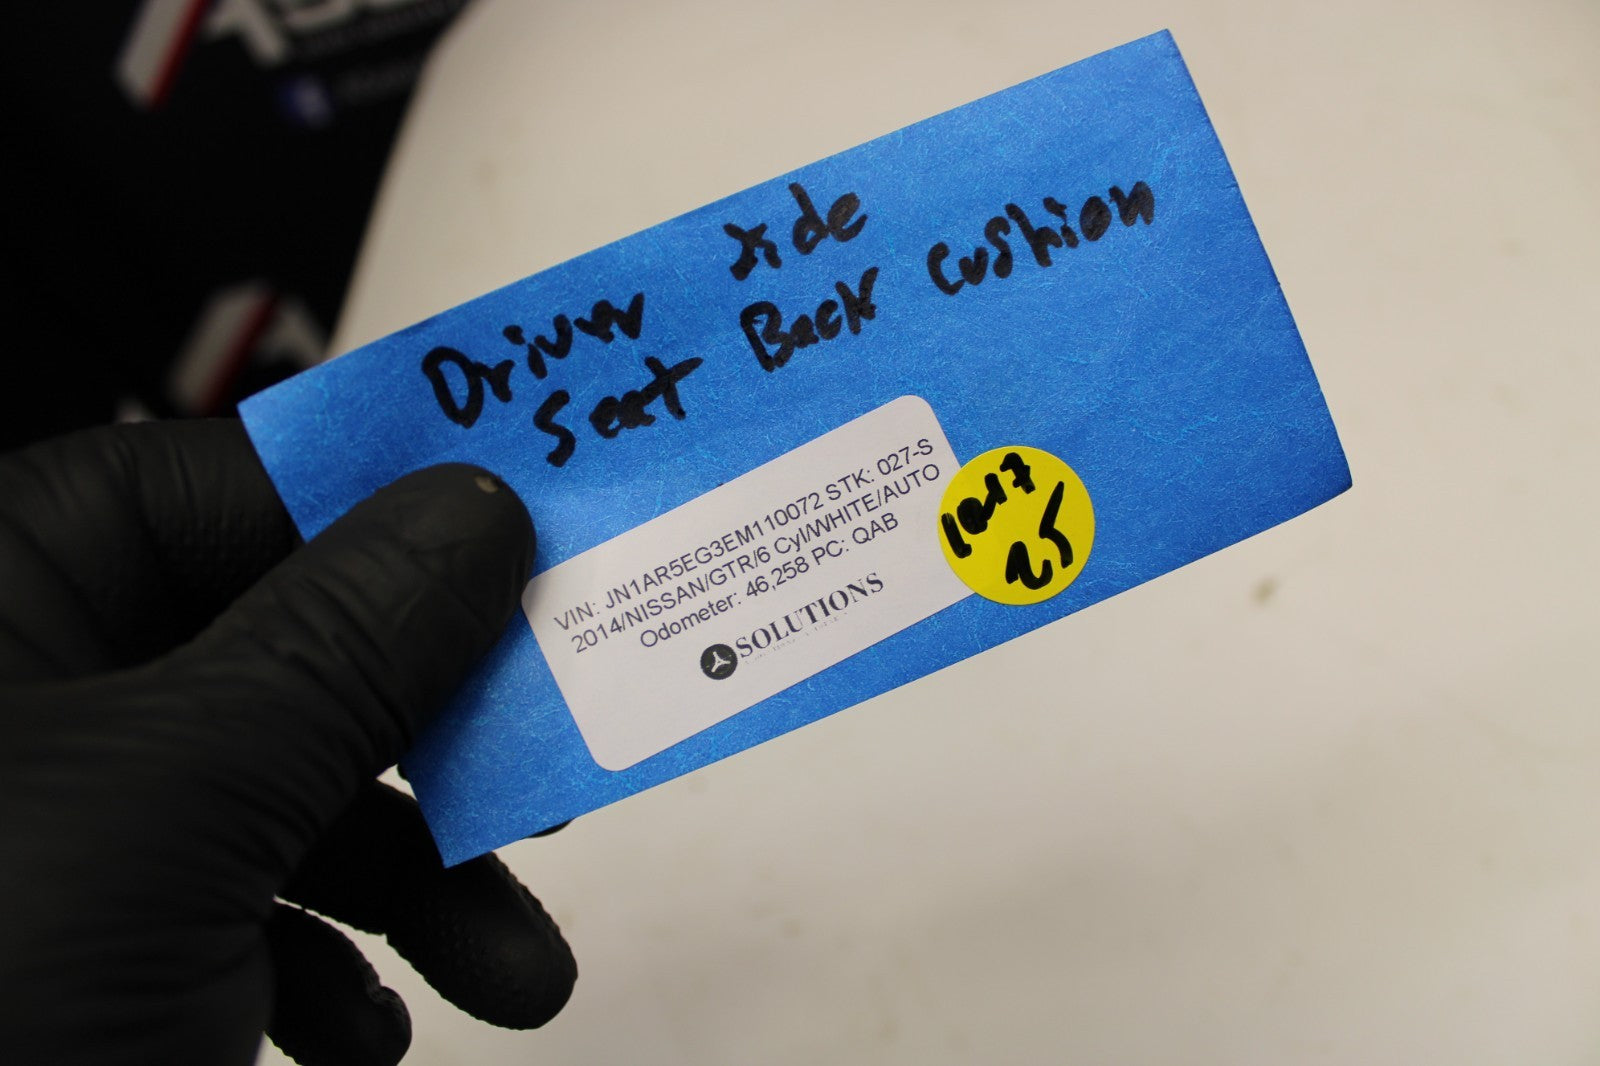 Driver side
Seat Back Cushion
VIN: JN1AR5EG3EM110072 STK: 027-S
2014/NISSAN/GTR/6 Cyl/WHITE/AUTO
Odometer: 46,258 PC: QAB
SOLUTIONS
25